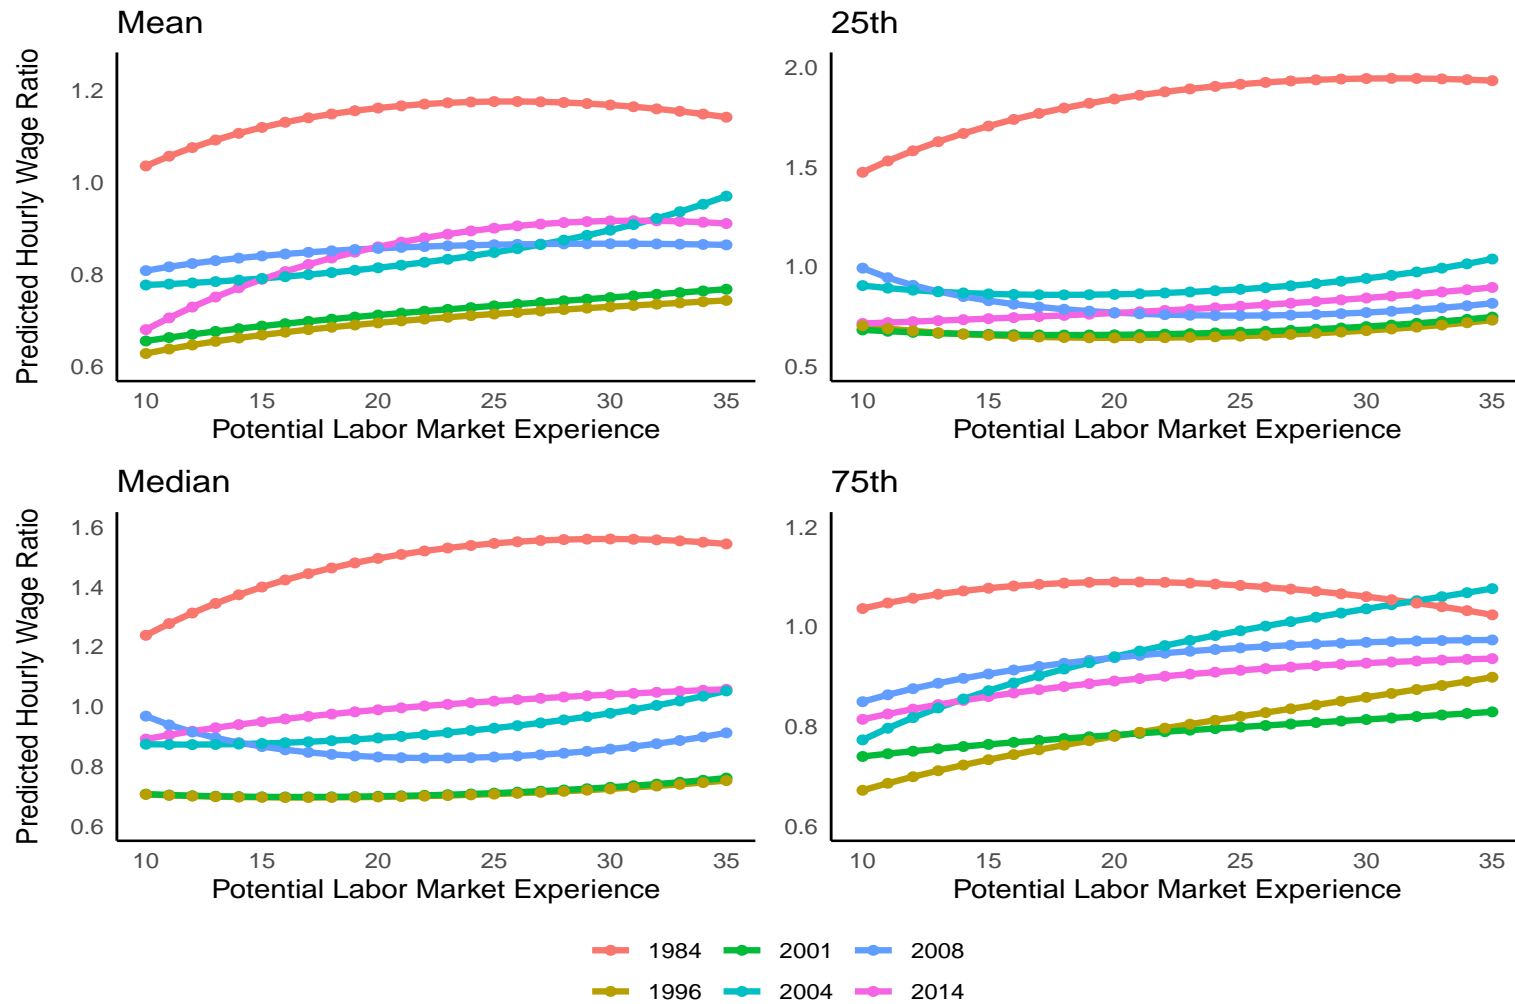 Mean
Predicted Hourly Wage Ratio
1.2
1.0
0.8
0.6
10 15 20 25 30 35
Potential Labor Market Experience
25th
2.0
1.5
1.0
0.5
10 15 20 25 30 35
Potential Labor Market Experience
Median
Predicted Hourly Wage Ratio
1.6
1.4
1.2
1.0
0.8
0.6
10 15 20 25 30 35
Potential Labor Market Experience
75th
1.2
1.0
0.8
0.6
10 15 20 25 30 35
Potential Labor Market Experience
1984 2001 2008
1996 2004 2014